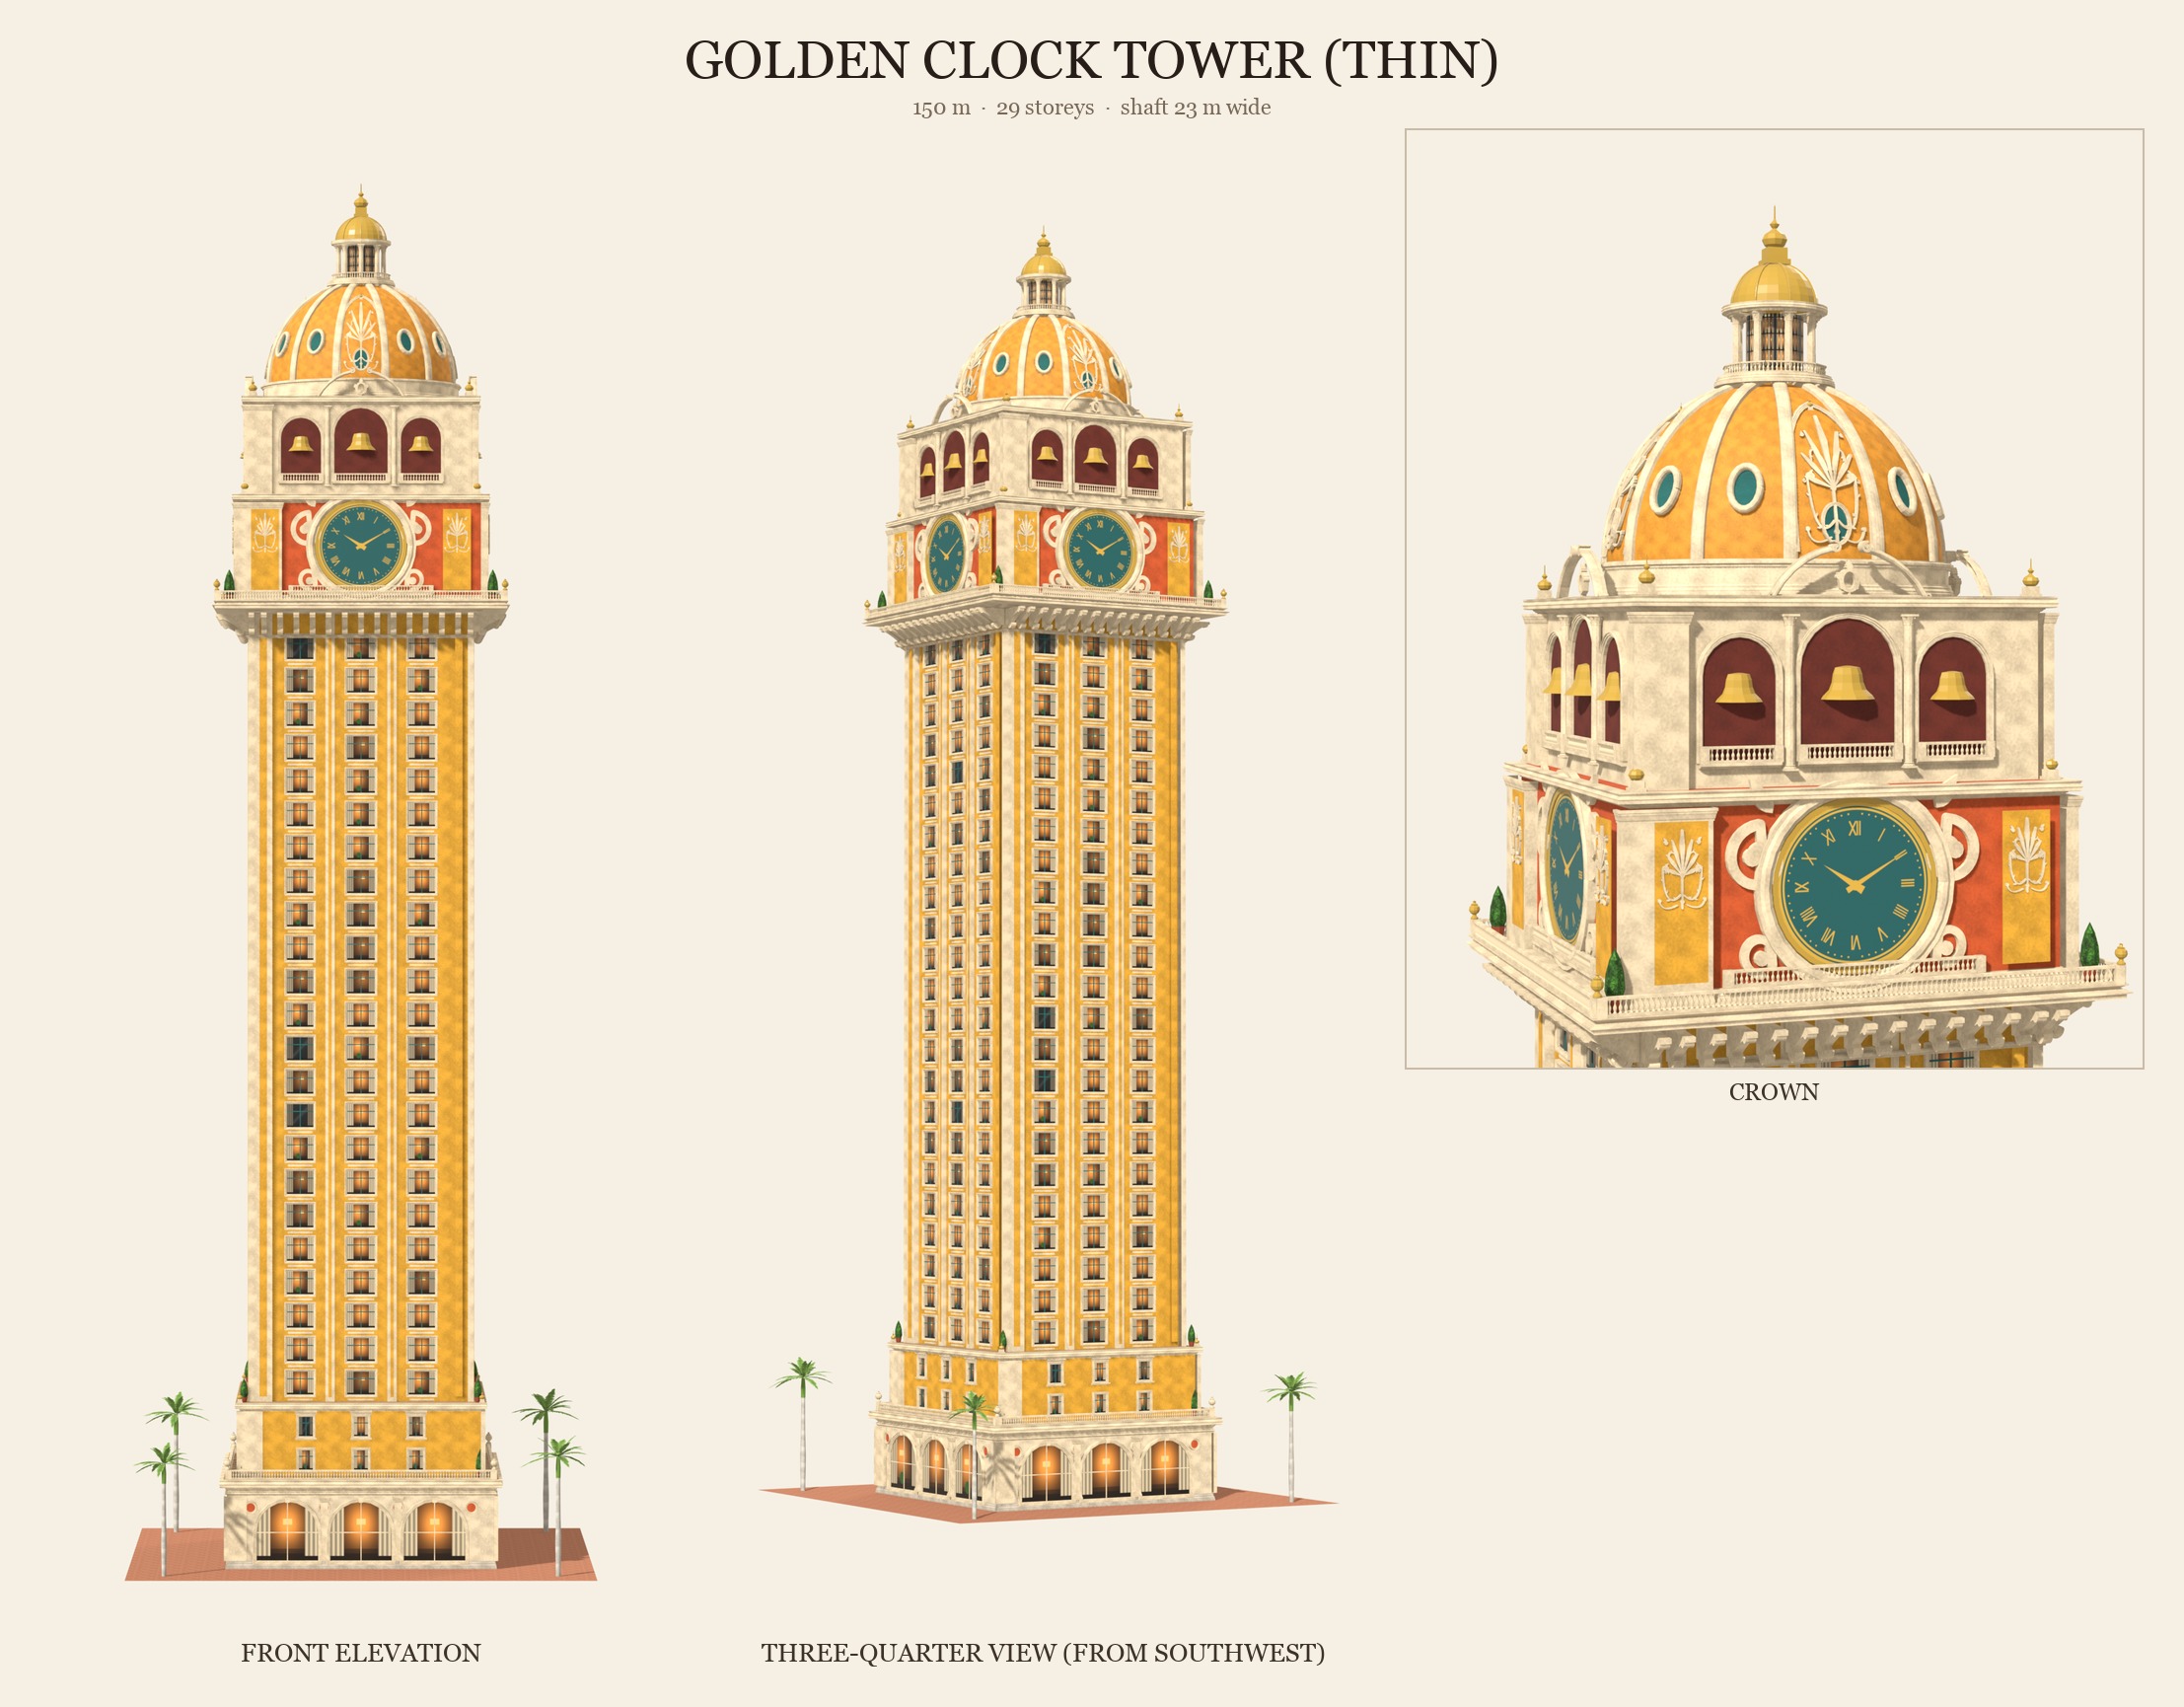 GOLDEN CLOCK TOWER (THIN)
150 m · 29 storeys · shaft 23 m wide
CROWN
FRONT ELEVATION
THREE-QUARTER VIEW (FROM SOUTHWEST)